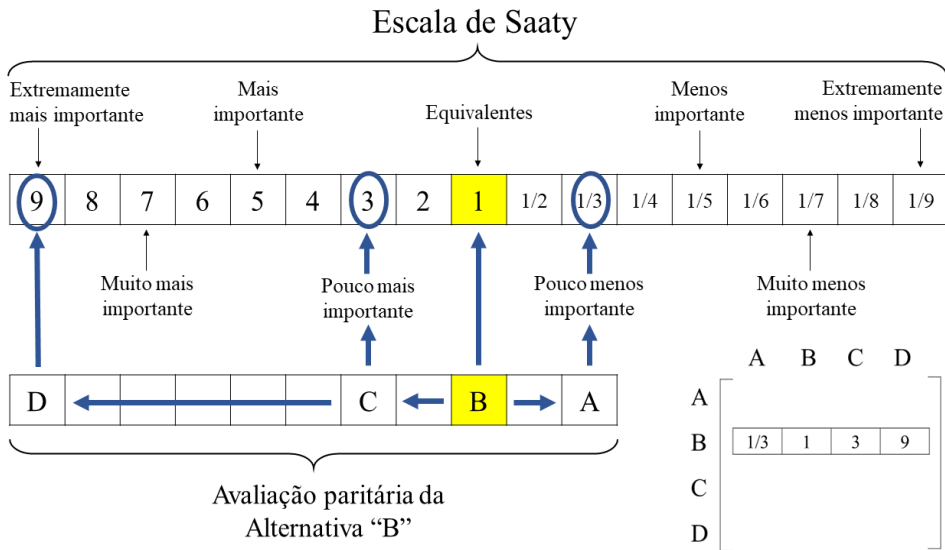 Escala de Saaty
Extremamente
mais importante
Mais
importante
Equivalentes
Menos
importante
Extremamente
menos importante
9 8 7 6 5 4 3 2 1 1/2 1/3 1/4 1/5 1/6 1/7 1/8 1/9
Muito mais
importante
Pouco mais
importante
Pouco menos
importante
Muito menos
importante
D C B A
Avaliação paritária da
Alternativa “B”
A B C D
A
B 1/3 1 3 9
C
D